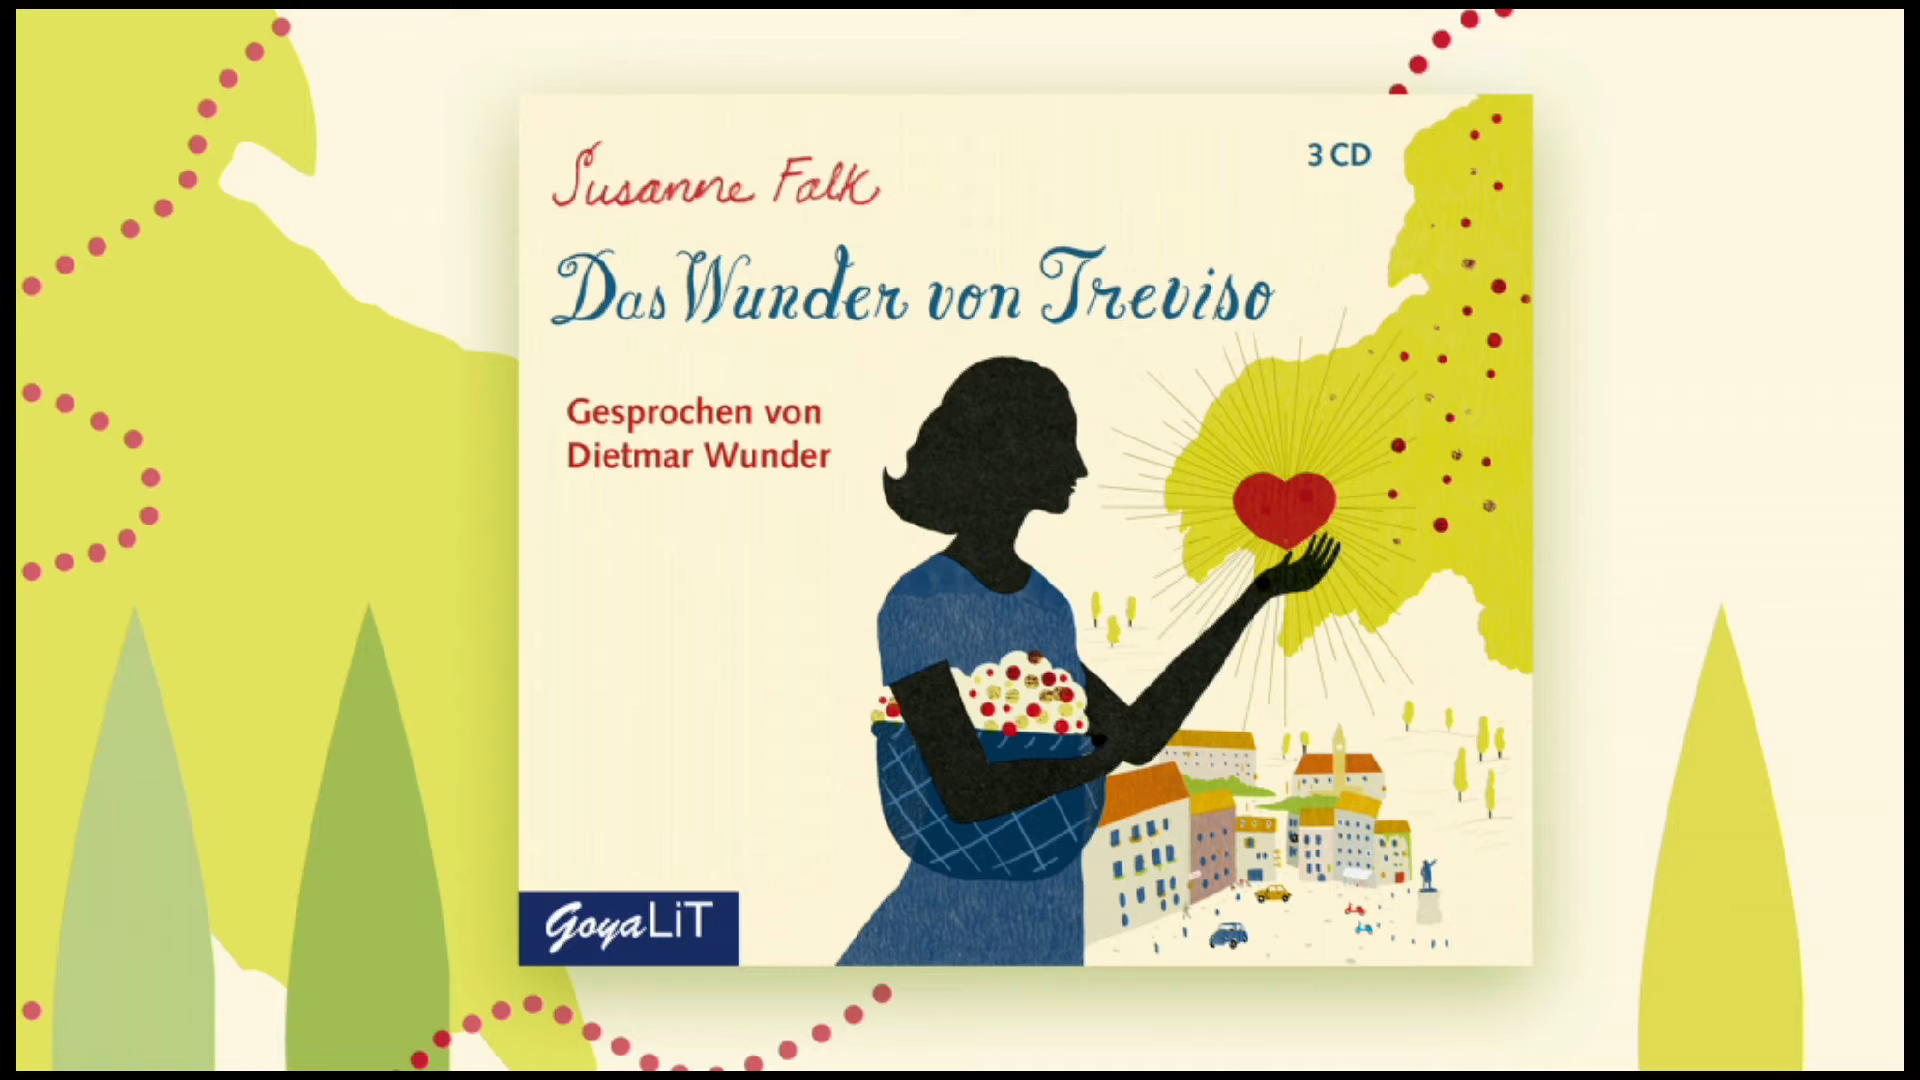 Susanne Falk
3 CD
Das Wunder von Treviso
Gesprochen von
Dietmar Wunder
GoyaLiT